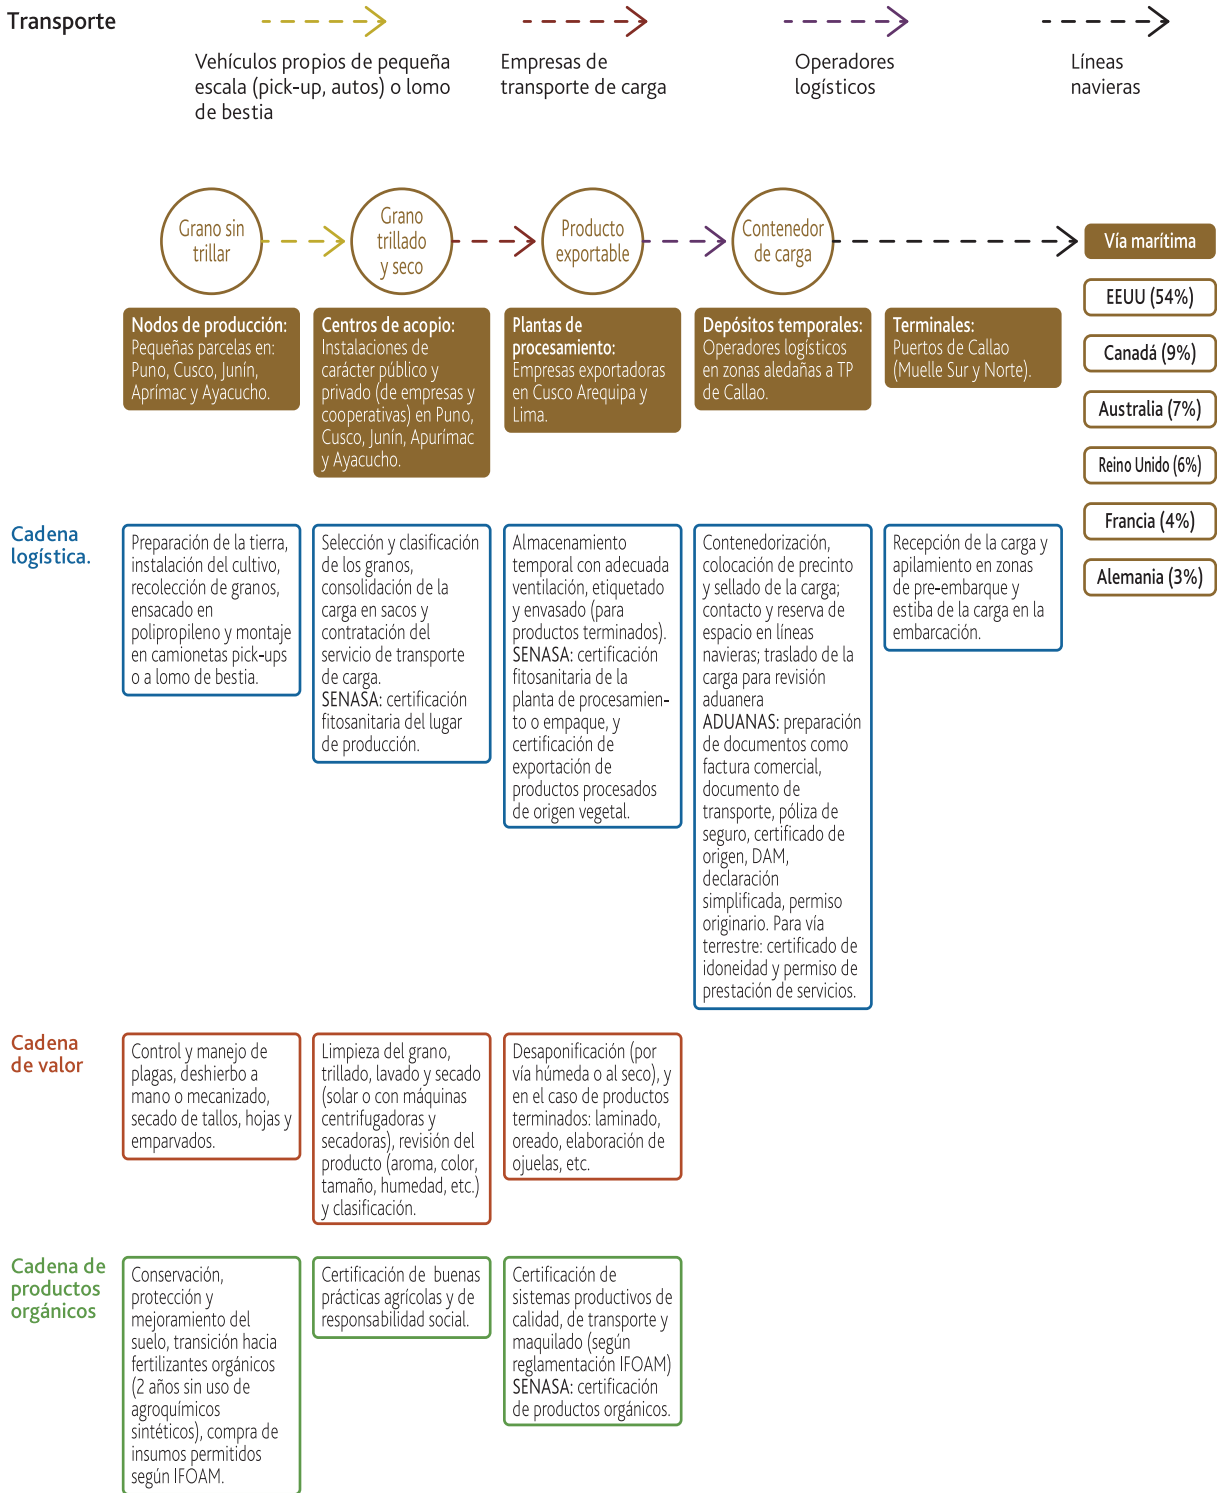 Transporte
Vehículos propios de pequeña
escala (pick-up, autos) o lomo
de bestia
Empresas de
transporte de carga
Operadores
logísticos
Líneas
navieras
Grano sin
trillar
Grano
trillado
y seco
Producto
exportable
Contenedor
de carga
Vía marítima
EEUU (54%)
Canadá (9%)
Australia (7%)
Reino Unido (6%)
Francia (4%)
Alemania (3%)
Nodos de producción:
Pequeñas parcelas en:
Puno, Cusco, Junín,
Aprímac y Ayacucho.
Centros de acopio:
Instalaciones de
carácter público y
privado (de empresas y
cooperativas) en Puno,
Cusco, Junín, Apurímac
y Ayacucho.
Plantas de
procesamiento:
Empresas exportadoras
en Cusco Arequipa y
Lima.
Depósitos temporales:
Operadores logísticos
en zonas aledañas a TP
de Callao.
Terminales:
Puertos de Callao
(Muelle Sur y Norte).
Cadena
logística.
Preparación de la tierra,
instalación del cultivo,
recolección de granos,
ensacado en
polipropileno y montaje
en camionetas pick-ups
o a lomo de bestia.
Selección y clasificación
de los granos,
consolidación de la
carga en sacos y
contratación del
servicio de transporte
de carga.
SENASA: certificación
fitosanitaria del lugar
de producción.
Almacenamiento
temporal con adecuada
ventilación, etiquetado
y envasado (para
productos terminados).
SENASA: certificación
fitosanitaria de la
planta de procesamien-
to o empaque, y
certificación de
exportación de
productos procesados
de origen vegetal.
Contenedorización,
colocación de precinto
y sellado de la carga;
contacto y reserva de
espacio en líneas
navieras; traslado de la
carga para revisión
aduanera
ADUANAS: preparación
de documentos como
factura comercial,
documento de
transporte, póliza de
seguro, certificado de
origen, DAM,
declaración
simplificada, permiso
originario. Para vía
terrestre: certificado de
idoneidad y permiso de
prestación de servicios.
Recepción de la carga y
apilamiento en zonas
de pre-embarque y
estiba de la carga en la
embarcación.
Cadena
de valor
Control y manejo de
plagas, deshierbo a
mano o mecanizado,
secado de tallos, hojas y
emparvados.
Limpieza del grano,
trillado, lavado y secado
(solar o con máquinas
centrifugadoras y
secadoras), revisión del
producto (aroma, color,
tamaño, humedad, etc.)
y clasificación.
Desaponificación (por
vía húmeda o al seco), y
en el caso de productos
terminados: laminado,
oreado, elaboración de
ojuelas, etc.
Cadena de
productos
orgánicos
Conservación,
protección y
mejoramiento del
suelo, transición hacia
fertilizantes orgánicos
(2 años sin uso de
agroquímicos
sintéticos), compra de
insumos permitidos
según IFOAM.
Certificación de buenas
prácticas agrícolas y de
responsabilidad social.
Certificación de
sistemas productivos de
calidad, de transporte y
maquilado (según
reglamentación IFOAM)
SENASA: certificación
de productos orgánicos.